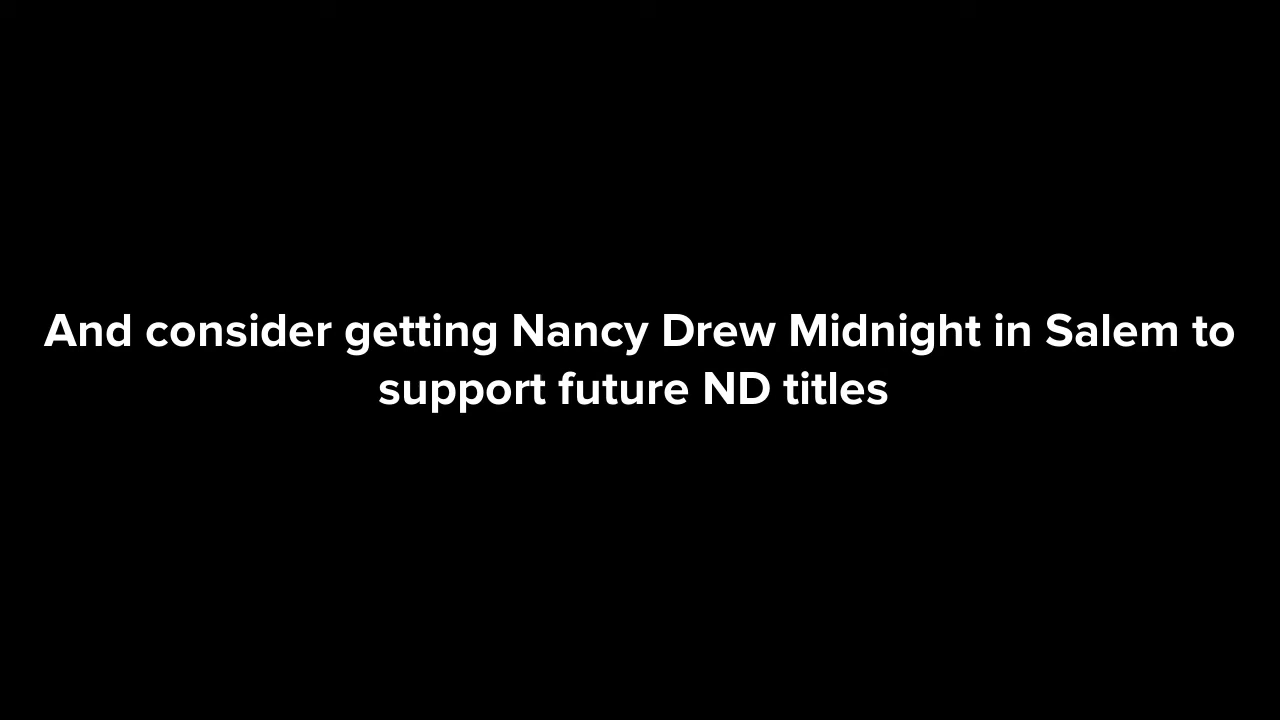 And consider getting Nancy Drew Midnight in Salem to
support future ND titles